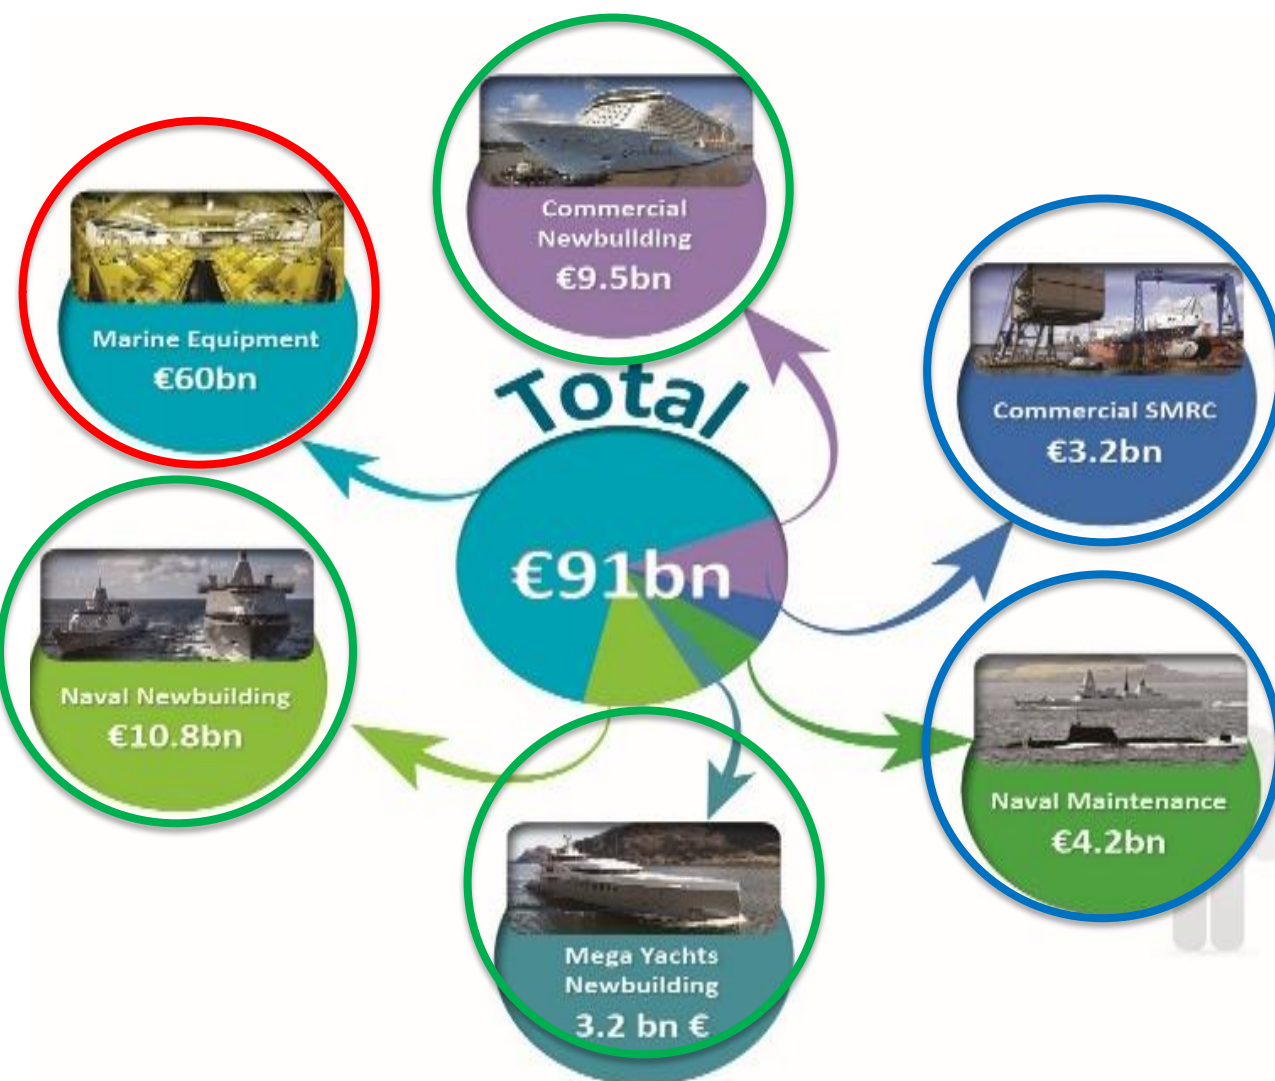 Commercial
Newbuilding
€9.5bn
Marine Equipment
€60bn
Commercial SMRC
€3.2bn
Total
€91bn
Naval Newbuilding
€10.8bn
Naval Maintenance
€4.2bn
Mega Yachts
Newbuilding
3.2 bn €